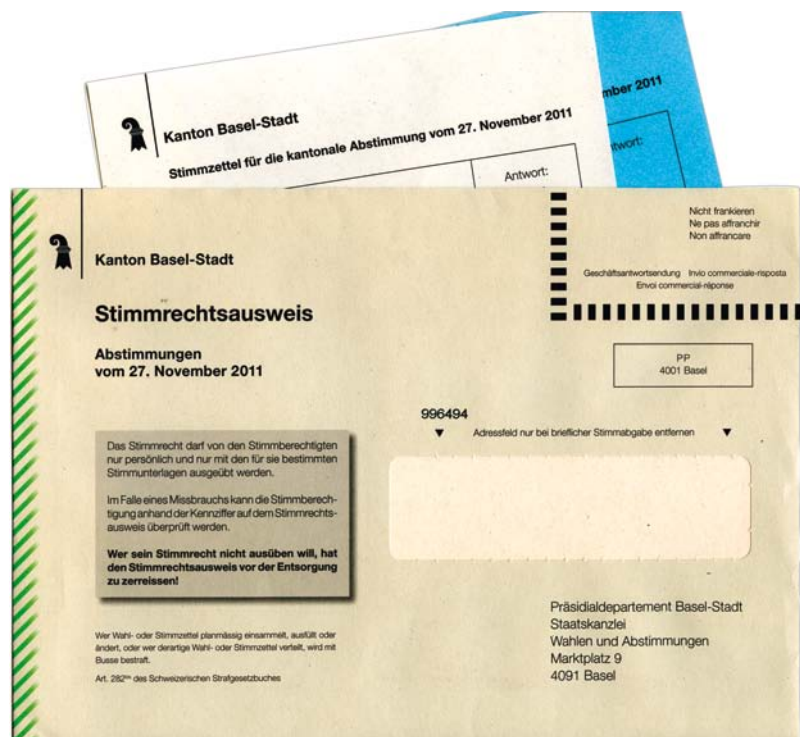 mber 2011
ntwort:
Kanton Basel-Stadt
Stimmzettel für die kantonale Abstimmung vom 27. November 2011
Antwort:
Kanton Basel-Stadt
Stimmrechtsausweis
Abstimmungen
vom 27. November 2011
Nicht frankieren
Ne pas affranchir
Non affrancare
Geschäftsantwortsendung Invio commerciale-risposta
Envoi commercial-réponse
PP
4001 Basel
996494
Adressfeld nur bei brieflicher Stimmabgabe entfernen
Das Stimmrecht darf von den Stimmberechtigten
nur persönlich und nur mit den für sie bestimmten
Stimmunterlagen ausgeübt werden.
Im Falle eines Missbrauchs kann die Stimmberech-
tigung anhand der Kennziffer auf dem Stimmrechts-
ausweis überprüft werden.
Wer sein Stimmrecht nicht ausüben will, hat
den Stimmrechtsausweis vor der Entsorgung
zu zerreissen!
Wer Wahl- oder Stimmzettel planmässig einsammelt, ausfüllt oder
ändert, oder wer derartige Wahl- oder Stimmzettel verteilt, wird mit
Busse bestraft.
Art. 282bis des Schweizerischen Strafgesetzbuches
Präsidialdepartement Basel-Stadt
Staatskanzlei
Wahlen und Abstimmungen
Marktplatz 9
4091 Basel